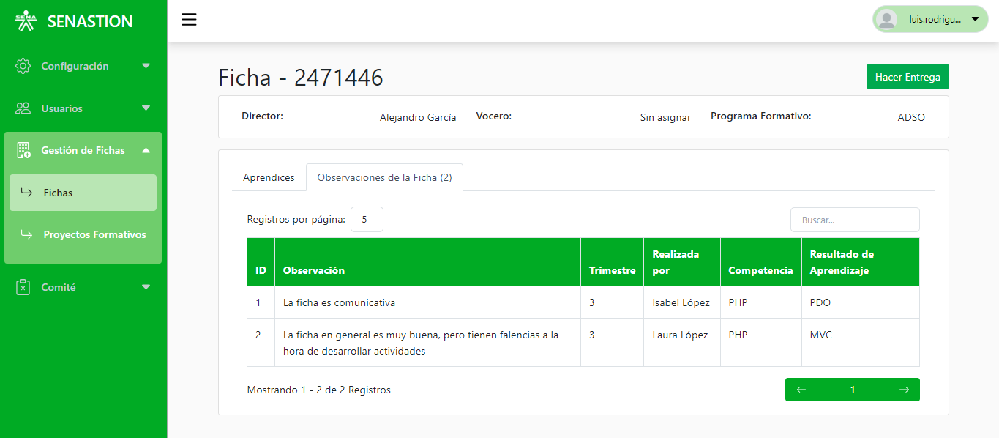 SENA
SENASTION
luis.rodrigu...
Configuración
Usuarios
Gestión de Fichas
Fichas
Proyectos Formativos
Comité
Ficha - 2471446
Hacer Entrega
Director: Alejandro García Vocero: Sin asignar Programa Formativo: ADSO
Aprendices Observaciones de la Ficha (2)
Registros por página: 5 Buscar...
ID Observación Trimestre Realizada por Competencia Resultado de Aprendizaje
1 La ficha es comunicativa 3 Isabel López PHP PDO
2 La ficha en general es muy buena, pero tienen falencias a la 3 Laura López PHP MVC
hora de desarrollar actividades
Mostrando 1 - 2 de 2 Registros ← 1 →